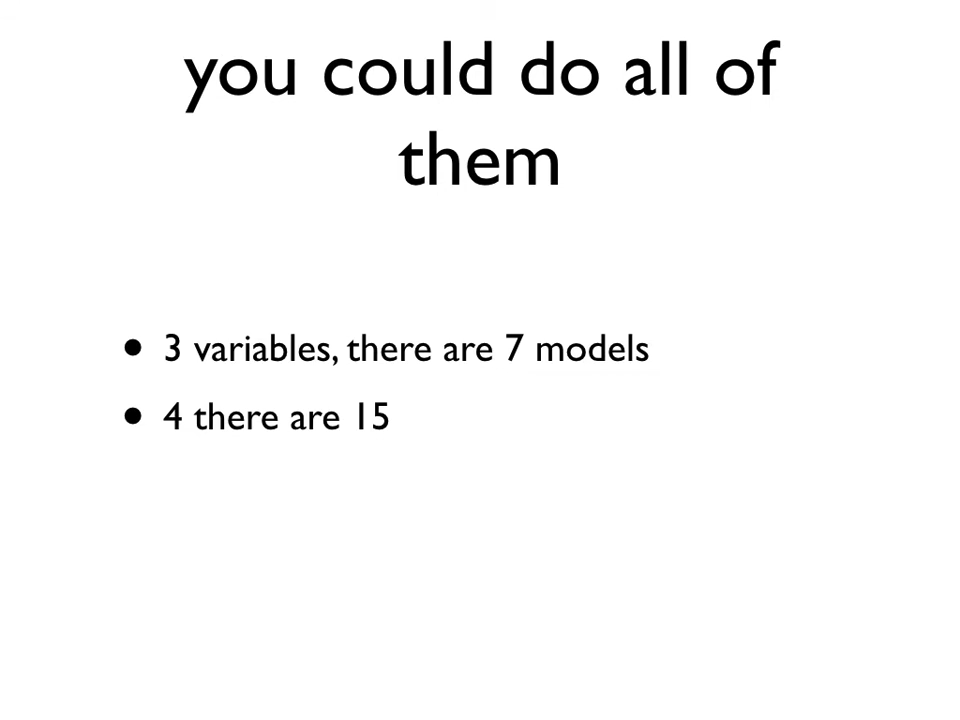 you could do all of
them
• 3 variables, there are 7 models
• 4 there are 15